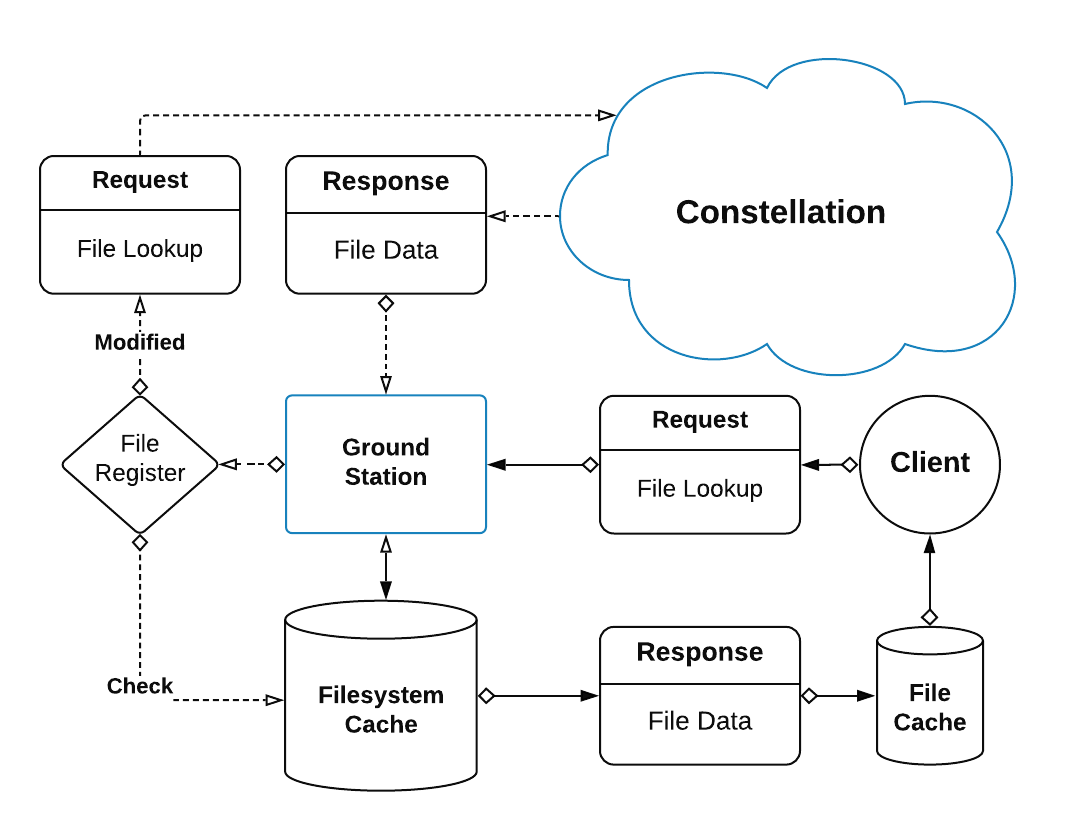 Request
File Lookup
Response
File Data
Constellation
Modified
File
Register
Ground
Station
Request
File Lookup
Client
Check
Filesystem
Cache
Response
File Data
File
Cache